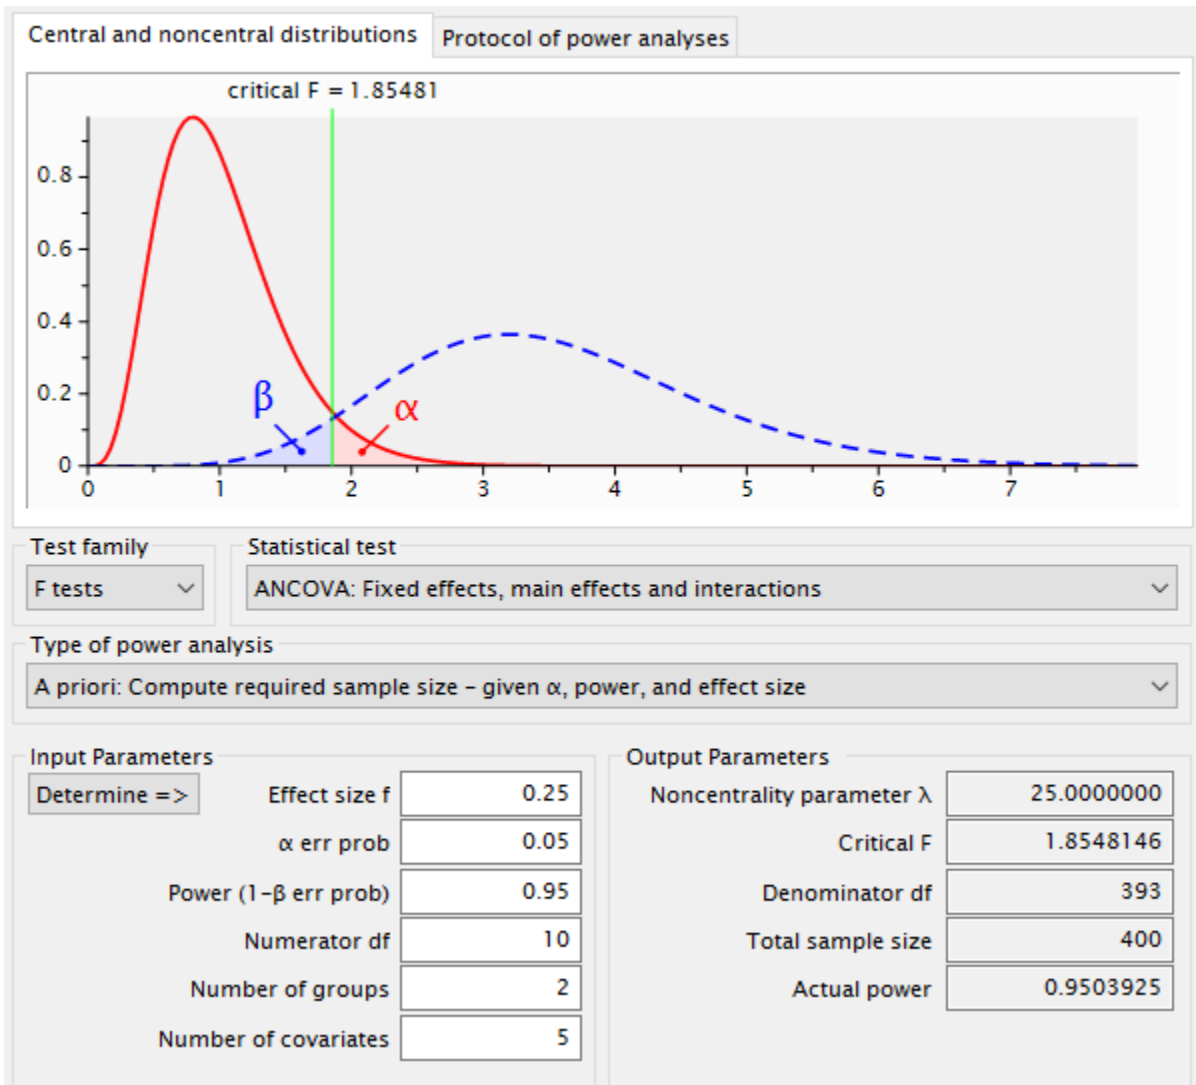 Central and noncentral distributions
Protocol of power analyses
critical F = 1.85481
0.8
0.6
0.4
0.2
0
β
α
0 1 2 3 4 5 6 7
Test family
Statistical test
F tests
ANCOVA: Fixed effects, main effects and interactions
Type of power analysis
A priori: Compute required sample size – given α, power, and effect size
Input Parameters
Output Parameters
Determine =>
Effect size f 0.25
Noncentrality parameter λ 25.0000000
α err prob 0.05
Critical F 1.8548146
Power (1–β err prob) 0.95
Denominator df 393
Numerator df 10
Total sample size 400
Number of groups 2
Actual power 0.9503925
Number of covariates 5